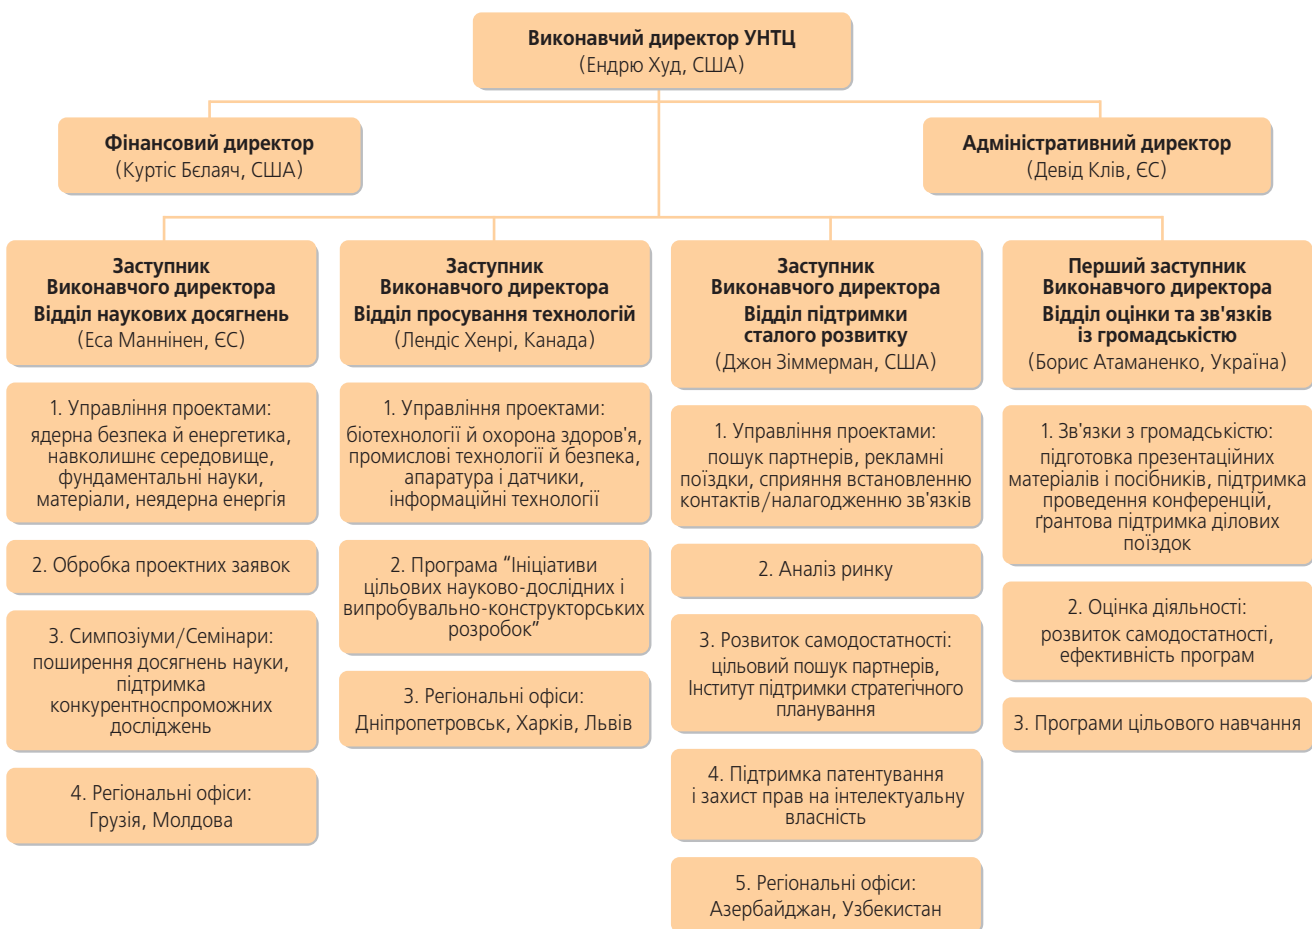 Виконавчий директор УНТЦ
(Ендрю Худ, США)
Фінансовий директор
(Куртіс Бєлаяч, США)
Адміністративний директор
(Девід Клів, ЄС)
Заступник
Виконавчого директора
Відділ наукових досягнень
(Еса Маннінен, ЄС)
1. Управління проектами:
ядерна безпека й енергетика,
навколишнє середовище,
фундаментальні науки,
матеріали, неядерна енергія
2. Обробка проектних заявок
3. Симпозіуми/Семінари:
поширення досягнень науки,
підтримка
конкурентноспроможних
досліджень
4. Регіональні офіси:
Грузія, Молдова
Заступник
Виконавчого директора
Відділ просування технологій
(Лендіс Хенрі, Канада)
1. Управління проектами:
біотехнології й охорона здоров'я,
промислові технології й безпека,
апаратура і датчики,
інформаційні технології
2. Програма "Ініціативи
цільових науково-дослідних і
випробувально-конструкторських
розробок"
3. Регіональні офіси:
Дніпропетровськ, Харків, Львів
Заступник
Виконавчого директора
Відділ підтримки
сталого розвитку
(Джон Зіммерман, США)
1. Управління проектами:
пошук партнерів, рекламні
поїздки, сприяння встановленню
контактів/налагодженню зв'язків
2. Аналіз ринку
3. Розвиток самодостатності:
цільовий пошук партнерів,
Інститут підтримки стратегічного
планування
4. Підтримка патентування
і захист прав на інтелектуальну
власність
5. Регіональні офіси:
Азербайджан, Узбекистан
Перший заступник
Виконавчого директора
Відділ оцінки та зв'язків
із громадськістю
(Борис Атаманенко, Україна)
1. Зв'язки з громадськістю:
підготовка презентаційних
матеріалів і посібників, підтримка
проведення конференцій,
ґрантова підтримка ділових
поїздок
2. Оцінка діяльності:
розвиток самодостатності,
ефективність програм
3. Програми цільового навчання